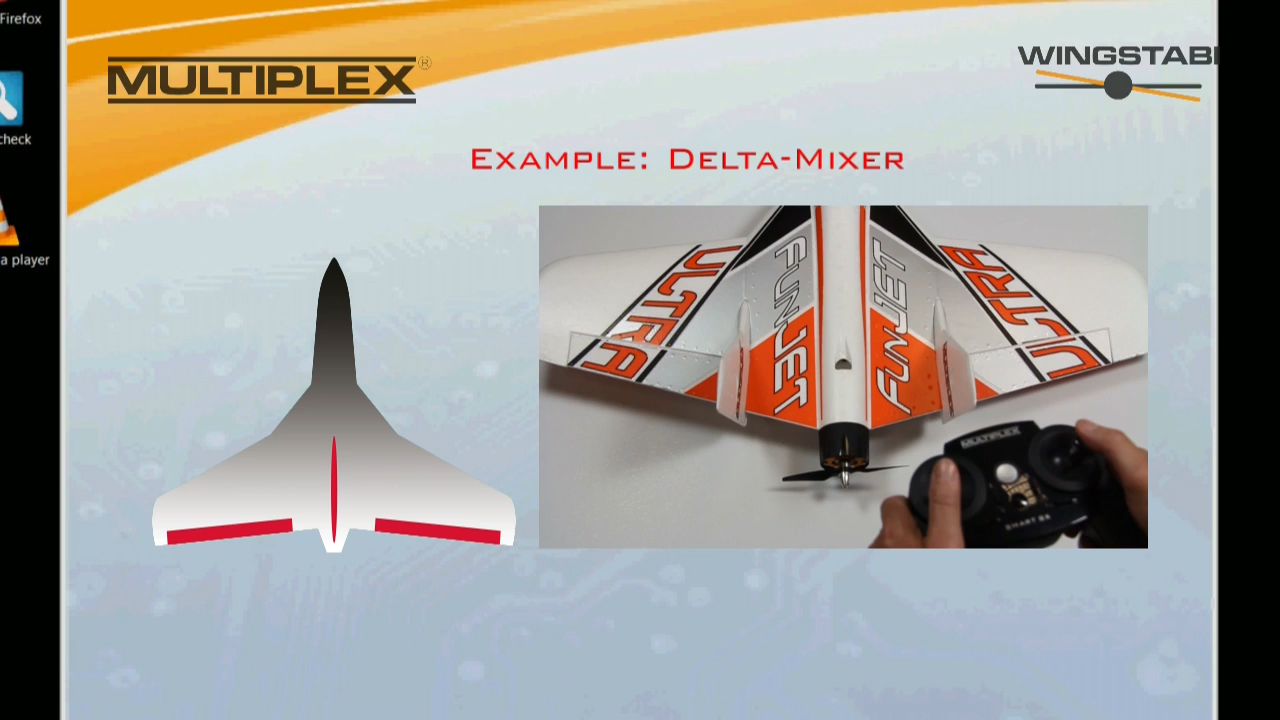 Firefox
check
a player
MULTIPLEX®
WINGSTABI
EXAMPLE: DELTA-MIXER
ULTRA
FUNJET
FUNJET
ULTRA
MULTIPLEX